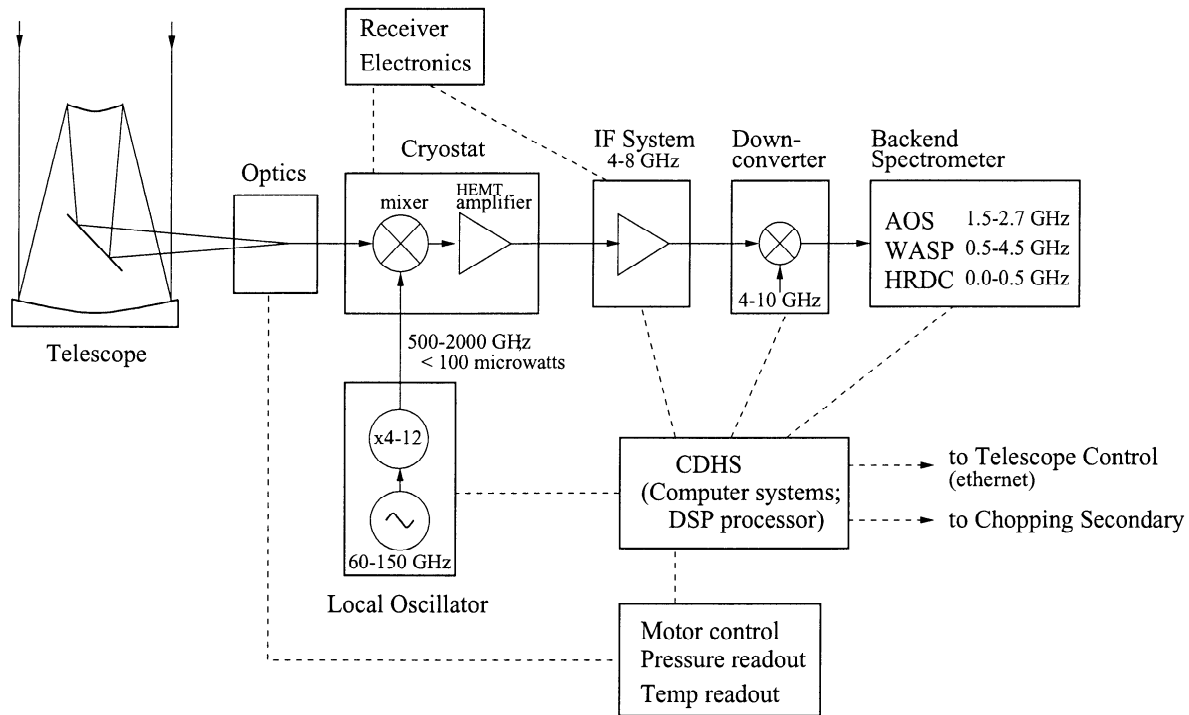 Receiver
Electronics
Optics
Cryostat
mixer
HEMT
amplifier
IF System
4-8 GHz
Down-
converter
4-10 GHz
Backend
Spectrometer
AOS 1.5-2.7 GHz
WASP 0.5-4.5 GHz
HRDC 0.0-0.5 GHz
Telescope
500-2000 GHz,
< 100 microwatts
x4-12
60-150 GHz
Local Oscillator
CDHS
(Computer systems;
DSP processor)
to Telescope Control
(ethernet)
to Chopping Secondary
Motor control
Pressure readout
Temp readout